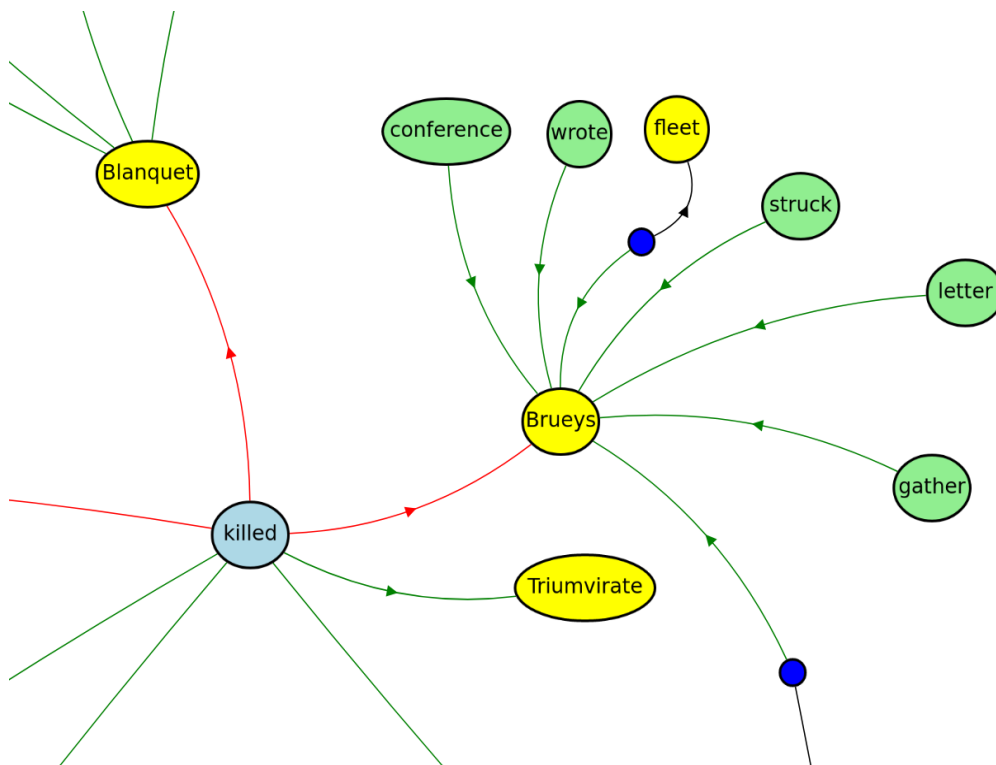 fleet
conference
wrote
Blanquet
struck
letter
Brueys
gather
killed
Triumvirate